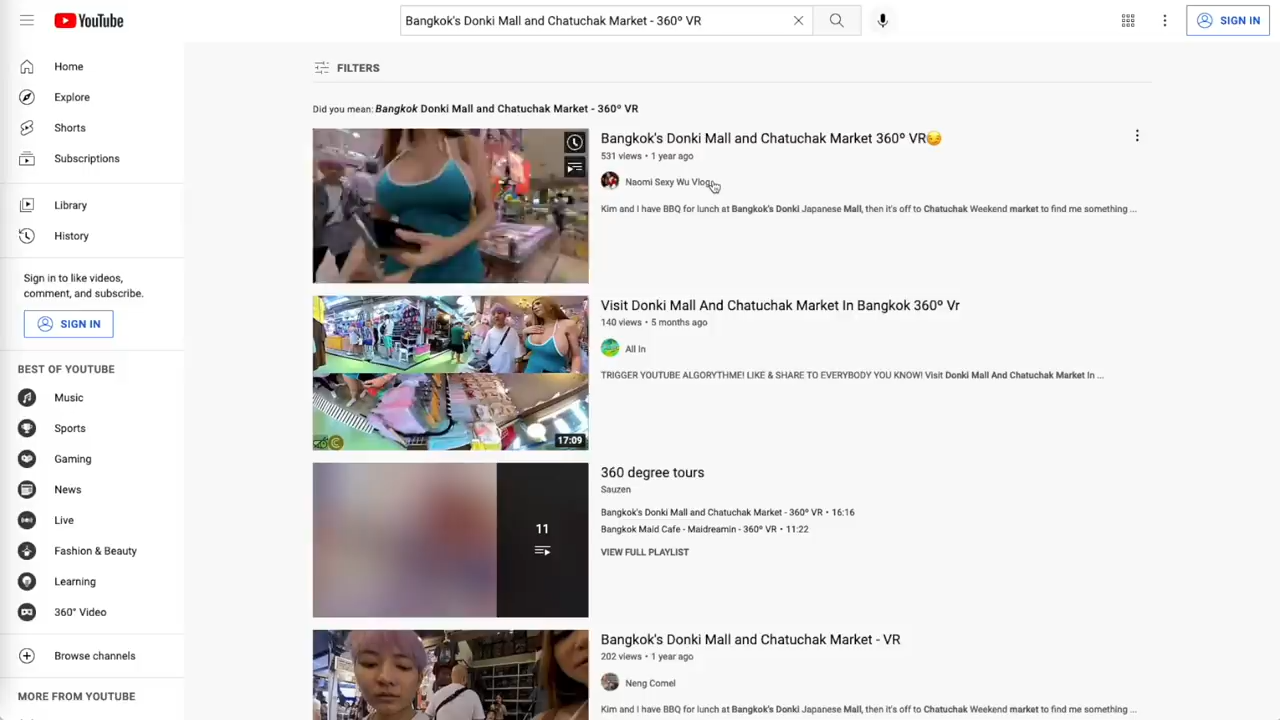 YouTube
Bangkok's Donki Mall and Chatuchak Market - 360º VR
SIGN IN
Home
Explore
Shorts
Subscriptions
Library
History
Sign in to like videos,
comment, and subscribe.
SIGN IN
BEST OF YOUTUBE
Music
Sports
Gaming
News
Live
Fashion & Beauty
Learning
360° Video
Browse channels
MORE FROM YOUTUBE
FILTERS
Did you mean: Bangkok Donki Mall and Chatuchak Market - 360º VR
Bangkok's Donki Mall and Chatuchak Market 360º VR😏
531 views • 1 year ago
Naomi Sexy Wu Vlog
Kim and I have BBQ for lunch at Bangkok's Donki Japanese Mall, then it's off to Chatuchak Weekend market to find me something ...
17:09
Visit Donki Mall And Chatuchak Market In Bangkok 360º Vr
140 views • 5 months ago
All In
TRIGGER YOUTUBE ALGORYTHME! LIKE & SHARE TO EVERYBODY YOU KNOW! Visit Donki Mall And Chatuchak Market In ...
11
360 degree tours
Sauzen
Bangkok's Donki Mall and Chatuchak Market - 360º VR • 16:16
Bangkok Maid Cafe - Maidreamin - 360º VR • 11:22
VIEW FULL PLAYLIST
Bangkok's Donki Mall and Chatuchak Market - VR
202 views • 1 year ago
Neng Comel
Kim and I have BBQ for lunch at Bangkok's Donki Japanese Mall, then it's off to Chatuchak Weekend market to find me something ...